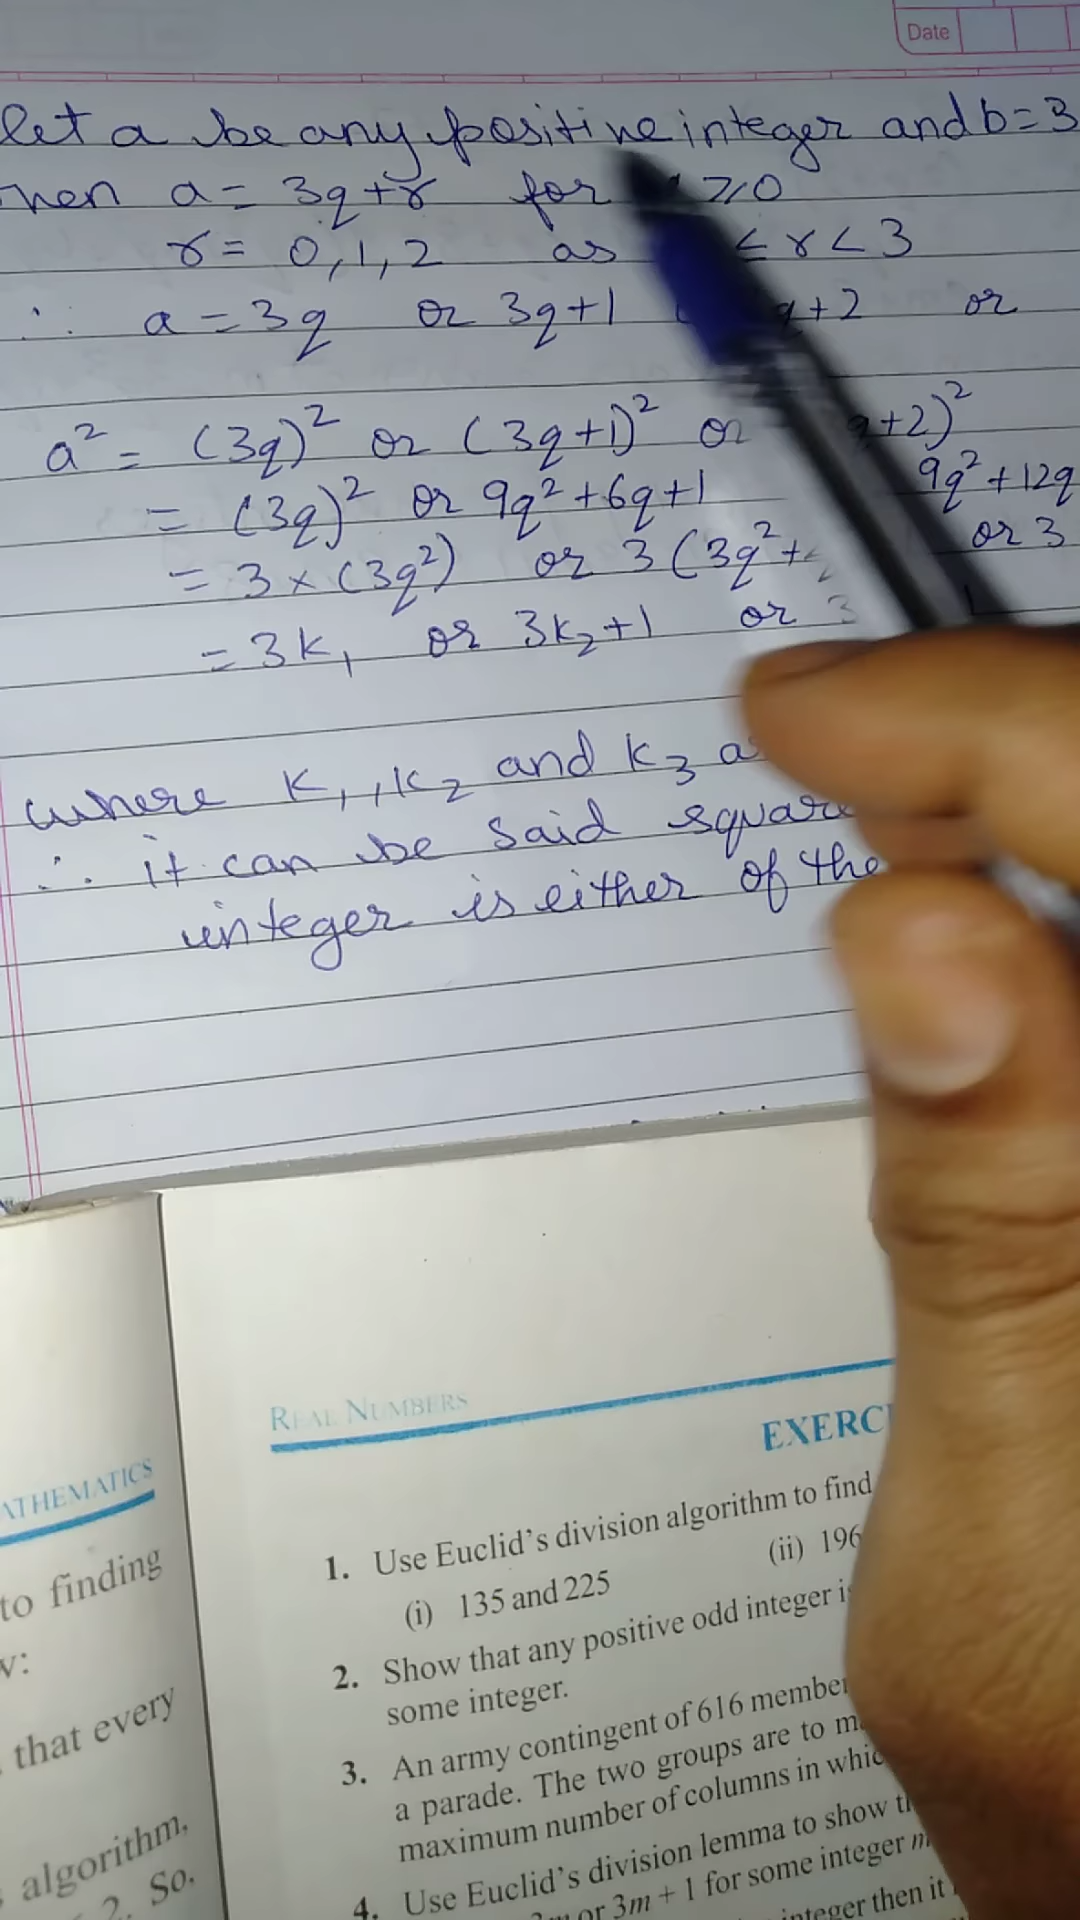 Date
let a be any positive integer and b=3
then a = 3q+r for ≥0
r = 0,1,2 as ≤ r < 3
∴ a = 3q or 3q+1 q+2 or
a² = (3q)² or (3q+1)² or q+2)²
= (3q)² or 9q²+6q+1 9q²+12q
= 3×(3q²) or 3(3q²+ or 3
= 3k₁ or 3k₂+1 or 3
where k₁, k₂ and k₃
∴ it can be said square
integer is either of the
REAL NUMBERS
EXERC
1. Use Euclid's division algorithm to find
(i) 135 and 225 (ii) 196
2. Show that any positive odd integer is
some integer.
3. An army contingent of 616 member
a parade. The two groups are to
maximum number of columns in
4. Use Euclid's division lemma to show
or 3m + 1 for some integer m
integer then it
ATHEMATICS
to finding
w:
that every
algorithm,
2. So.